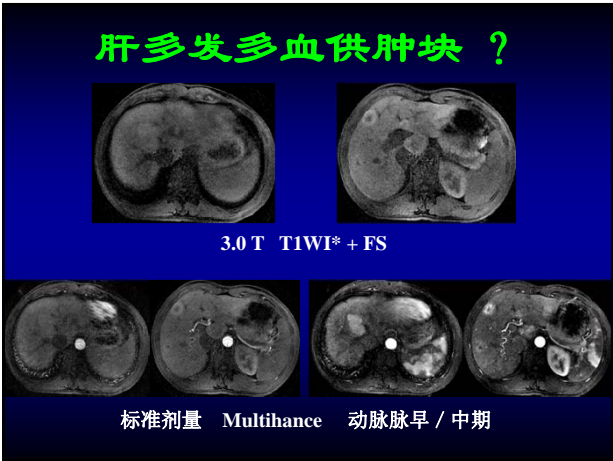 肝多发多血供肿块 ？
3.0 T T1WI* + FS
标准剂量 Multihance 动脉脉早 / 中期